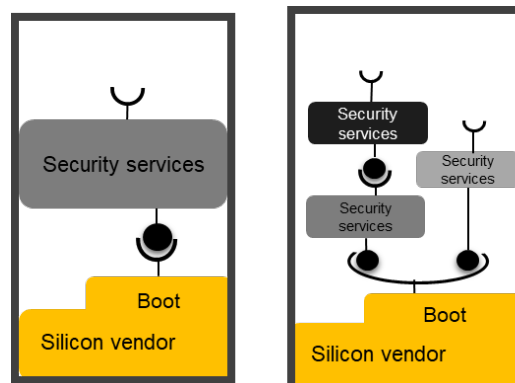 Security services
Boot
Silicon vendor
Security
services
Security
services
Security
services
Boot
Silicon vendor